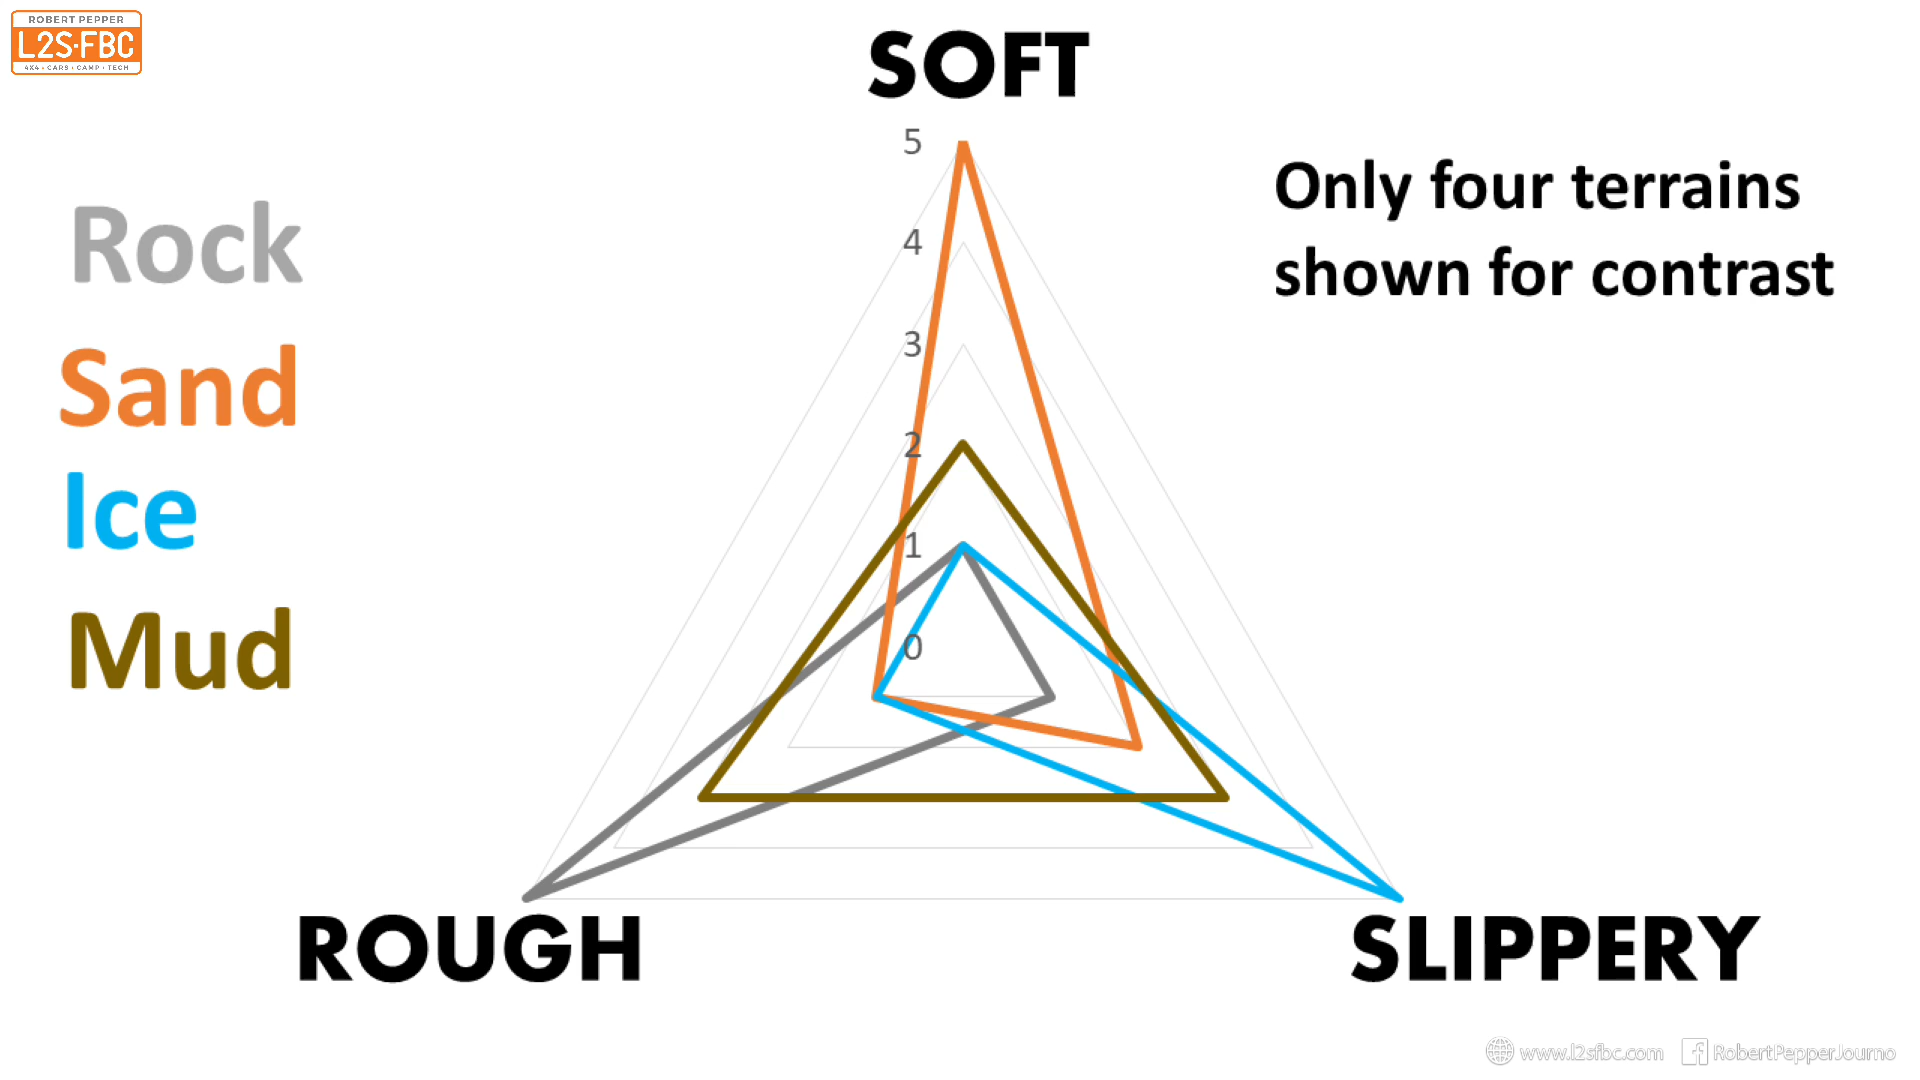 ROBERT PEPPER
L2S·FBC
4X4 • CARS • CAMP • TECH
SOFT
5
4
3
2
1
0
Only four terrains
shown for contrast
Rock
Sand
Ice
Mud
ROUGH
SLIPPERY
www.l2sfbc.com
RobertPepperJourno